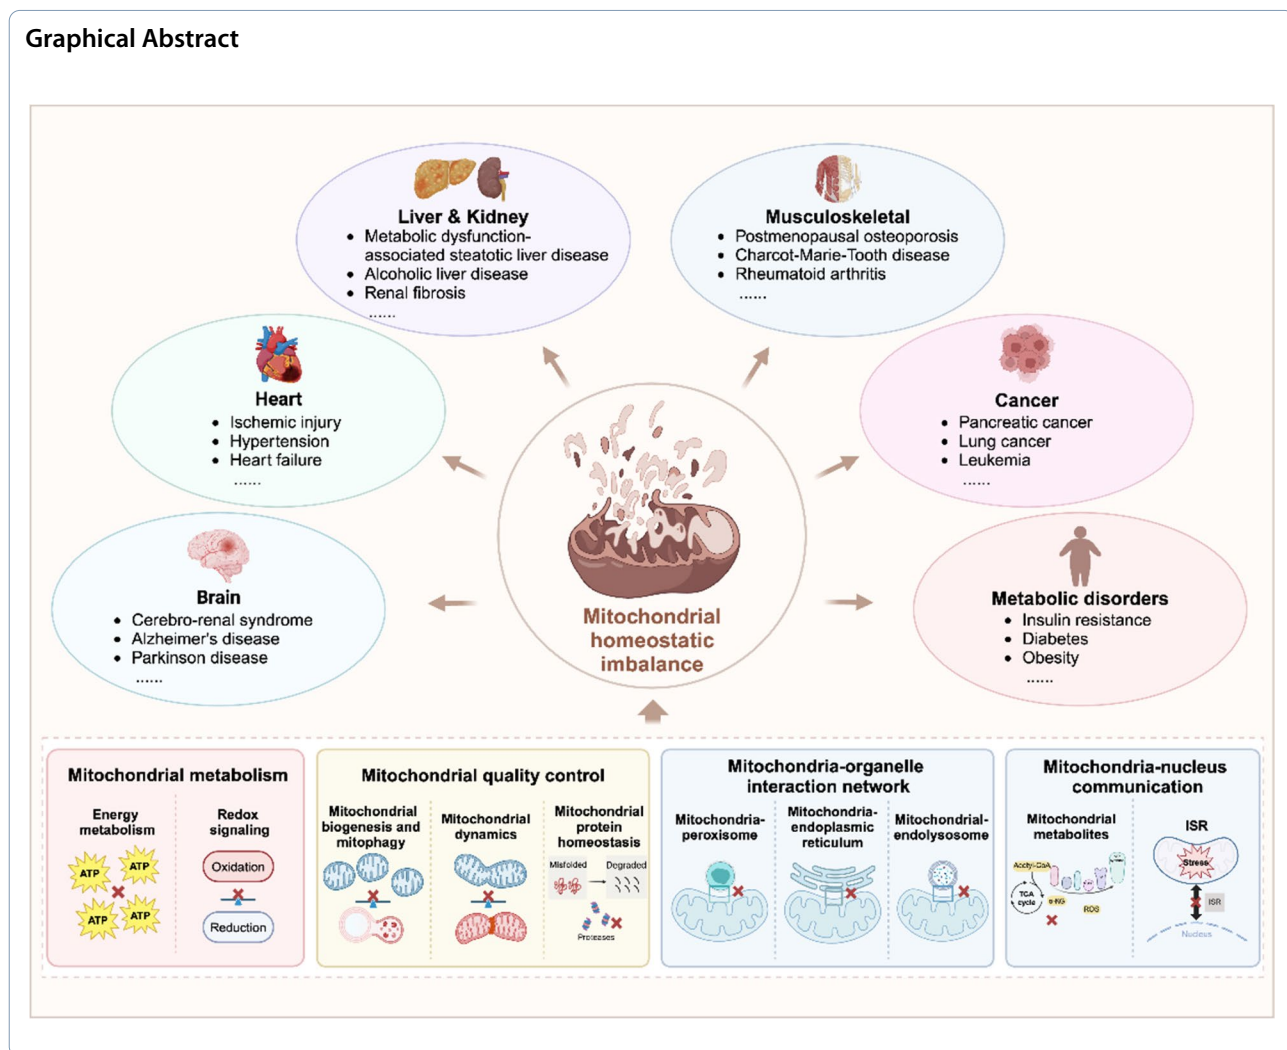 Graphical Abstract
Liver & Kidney
• Metabolic dysfunction-
associated steatotic liver disease
• Alcoholic liver disease
• Renal fibrosis
......
Musculoskeletal
• Postmenopausal osteoporosis
• Charcot-Marie-Tooth disease
• Rheumatoid arthritis
......
Heart
• Ischemic injury
• Hypertension
• Heart failure
......
Cancer
• Pancreatic cancer
• Lung cancer
• Leukemia
......
Brain
• Cerebro-renal syndrome
• Alzheimer's disease
• Parkinson disease
......
Metabolic disorders
• Insulin resistance
• Diabetes
• Obesity
......
Mitochondrial
homeostatic
imbalance
Mitochondrial metabolism
Energy
metabolism
ATP
ATP
ATP
ATP
Redox
signaling
Oxidation
Reduction
Mitochondrial quality control
Mitochondrial
biogenesis and
mitophagy
Mitochondrial
dynamics
Mitochondrial
protein
homeostasis
Misfolded
Degraded
Proteases
Mitochondria-organelle
interaction network
Mitochondria-
peroxisome
Mitochondria-
endoplasmic
reticulum
Mitochondrial-
endolysosome
Mitochondria-nucleus
communication
Mitochondrial
metabolites
Acetyl-CoA
TCA
cycle
α-KG
ROS
ISR
Stress
ISR
Nucleus